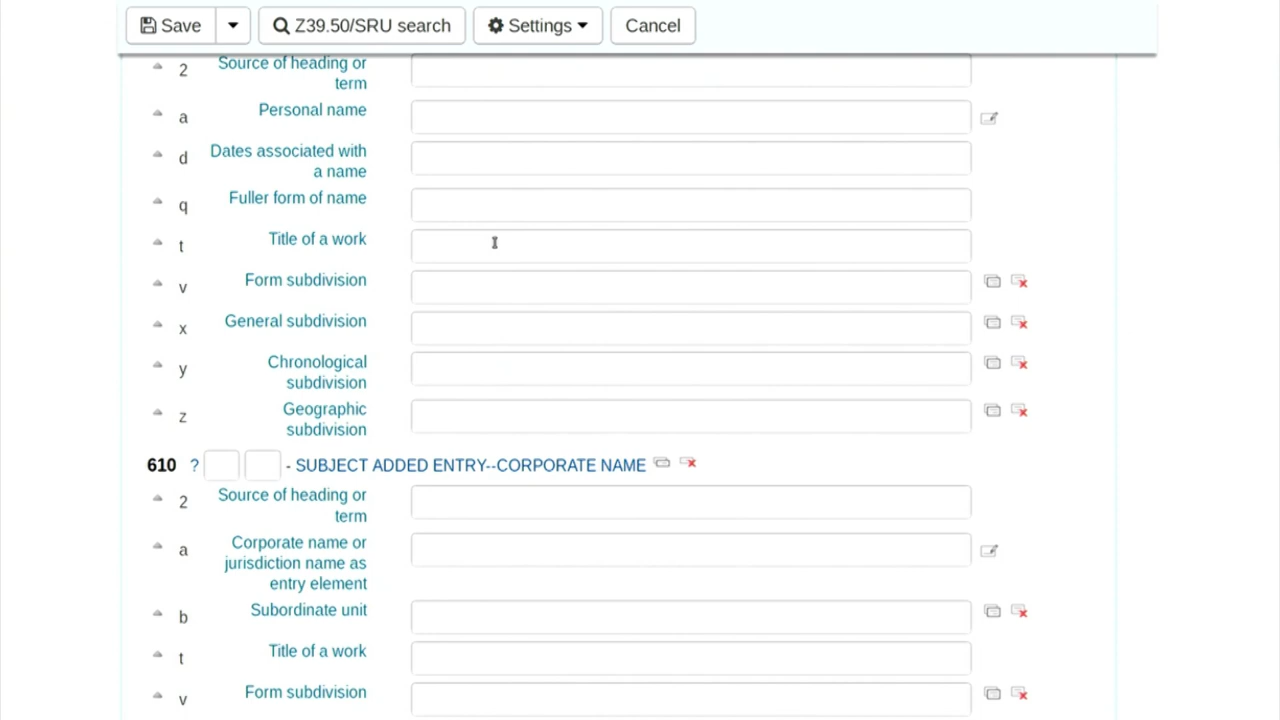 Save
Z39.50/SRU search
Settings
Cancel
2 Source of heading or
term
a Personal name
d Dates associated with
a name
q Fuller form of name
t Title of a work
v Form subdivision
x General subdivision
y Chronological
subdivision
z Geographic
subdivision
610 ? - SUBJECT ADDED ENTRY--CORPORATE NAME
2 Source of heading or
term
a Corporate name or
jurisdiction name as
entry element
b Subordinate unit
t Title of a work
v Form subdivision